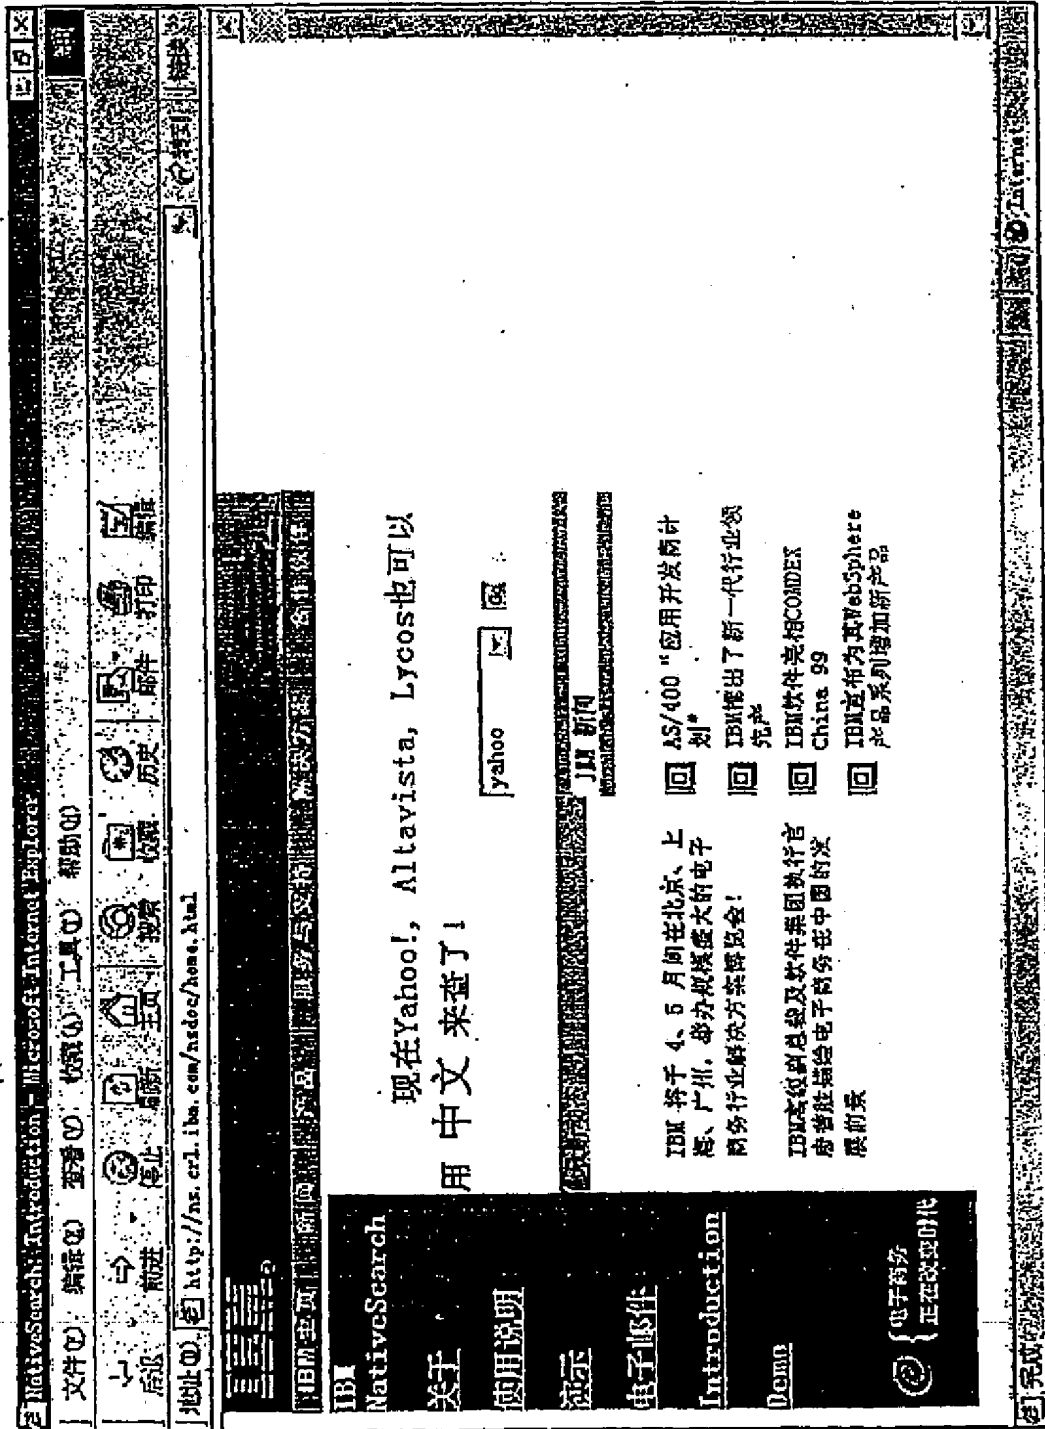 NativeSearch Introduction - Microsoft Internet Explorer
文件(F) 编辑(E) 查看(V) 收藏(A) 工具(T) 帮助(H)
后退 前进 停止 刷新 主页 搜索 收藏 历史 邮件 打印 编辑
地址(D) http://ns.crl.ibm.com/nsdoc/home.html 转到 链接
IBM
NativeSearch
关于
使用说明
演示
电子邮件
Introduction
Demo
电子商务
正在改变时代
现在Yahoo!, Altavista, Lycos也可以
用 中文 来查了!
yahoo Go
IBM 新闻
IBM 将于 4、5 月间在北京、上
海、广州，举办规模盛大的电子
商务行业解决方案博览会!
IBM高级副总裁及软件集团执行官
描绘电子商务在中国的发
展前景
AS/400 "应用开发商计
划"
IBM推出了新一代行业领
先产
IBM软件亮相COMDEX
China 99
IBM宣布为其WebSphere
产品系列增加新产品
完成
Internet